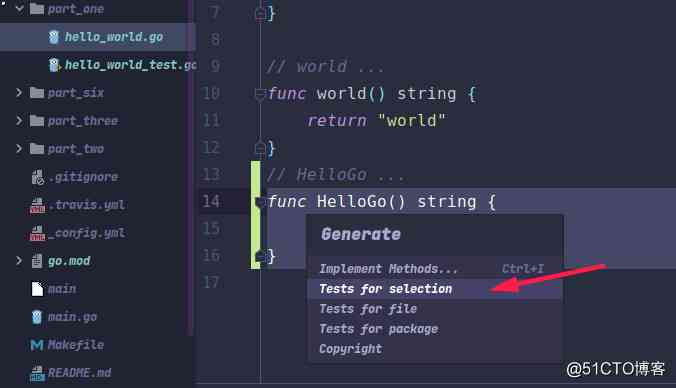 part_one
hello_world.go
hello_world_test.go
part_six
part_three
part_two
.gitignore
.travis.yml
_config.yml
go.mod
main
main.go
Makefile
README.md
7 }
8
9 // world ...
10 func world() string {
11 return "world"
12 }
13 // HelloGo ...
14 func HelloGo() string {
15
16 }
17
Generate
Implement Methods... Ctrl+I
Tests for selection
Tests for file
Tests for package
Copyright
@51CTO博客